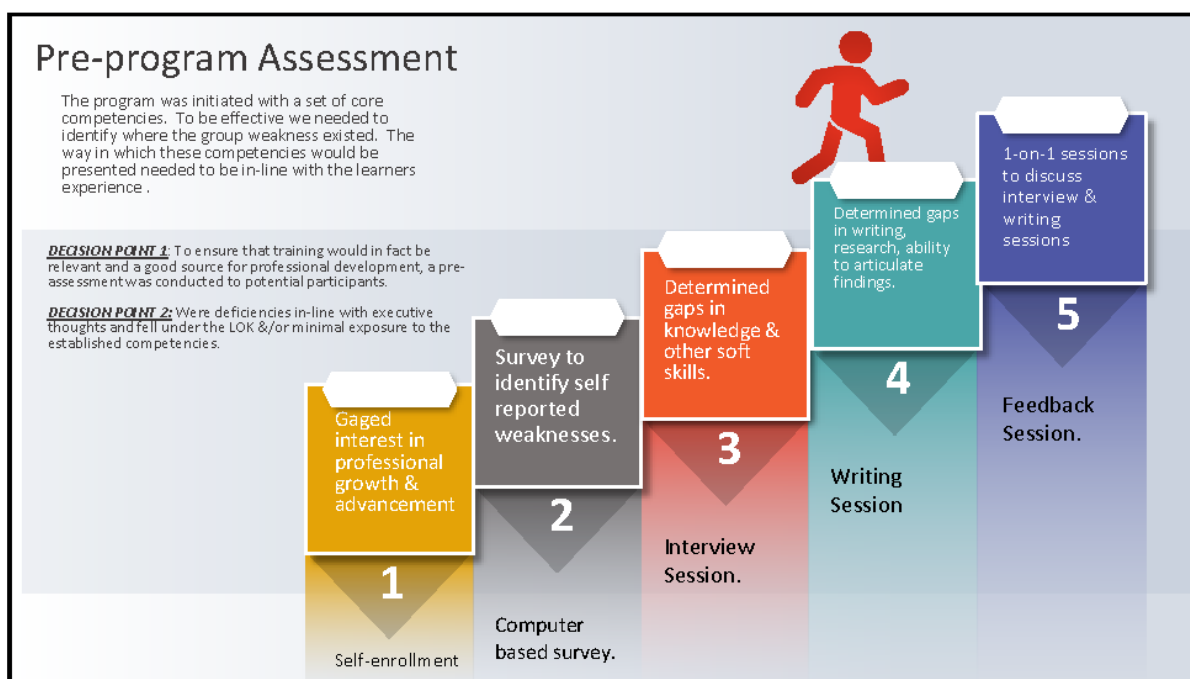 Pre-program Assessment
The program was initiated with a set of core
competencies.  To be effective we needed to
identify where the group weakness existed.  The
way in which these competencies would be
presented needed to be in-line with the learners
experience .
DECISION POINT 1: To ensure that training would in fact be
relevant and a good source for professional development, a pre-
assessment was conducted to potential participants.
DECISION POINT 2: Were deficiencies in-line with executive
thoughts and fell under the LOK &/or minimal exposure to the
established competencies.
Gaged
interest in
professional
growth &
advancement
1
Self-enrollment
Survey to
identify self
reported
weaknesses.
2
Computer
based survey.
Determined
gaps in
knowledge &
other soft
skills.
3
Interview
Session.
Determined gaps
in writing,
research, ability
to articulate
findings.
4
Writing
Session
1-on-1 sessions
to discuss
interview &
writing
sessions
5
Feedback
Session.